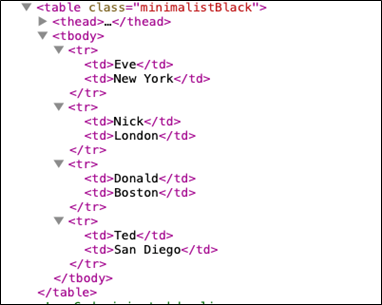 <table class="minimalistBlack">
<thead>…</thead>
<tbody>
<tr>
<td>Eve</td>
<td>New York</td>
</tr>
<tr>
<td>Nick</td>
<td>London</td>
</tr>
<tr>
<td>Donald</td>
<td>Boston</td>
</tr>
<tr>
<td>Ted</td>
<td>San Diego</td>
</tr>
</tbody>
</table>